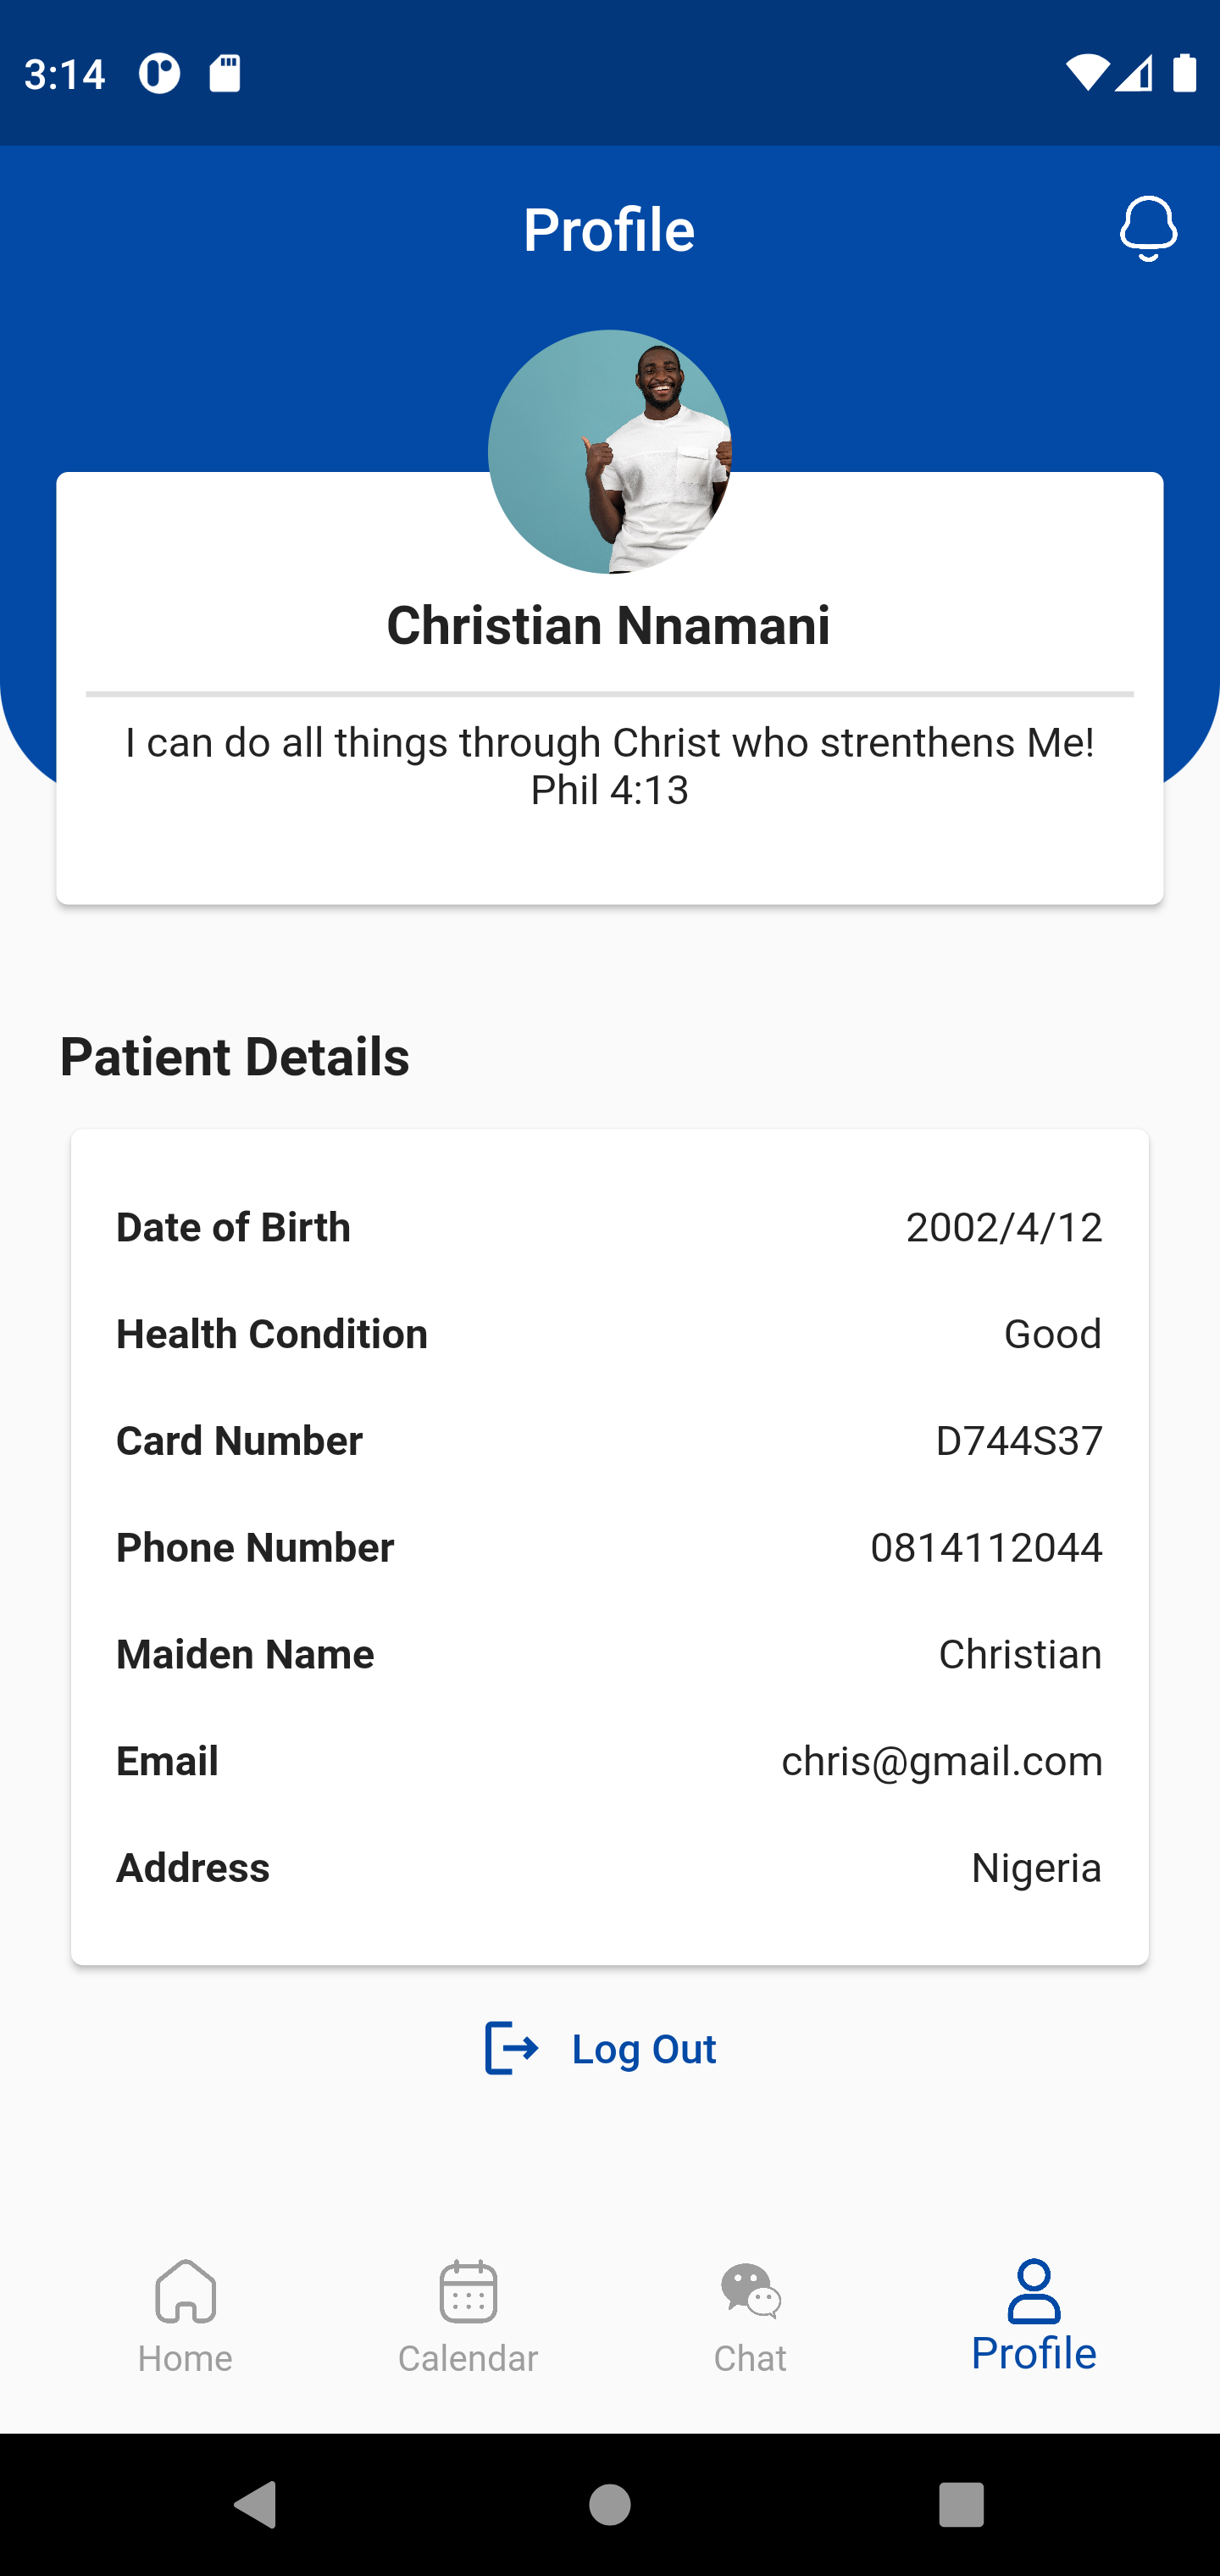 3:14
Profile
Christian Nnamani
I can do all things through Christ who strenthens Me!
Phil 4:13
Patient Details
Date of Birth 2002/4/12
Health Condition Good
Card Number D744S37
Phone Number 0814112044
Maiden Name Christian
Email chris@gmail.com
Address Nigeria
Log Out
Home Calendar Chat Profile